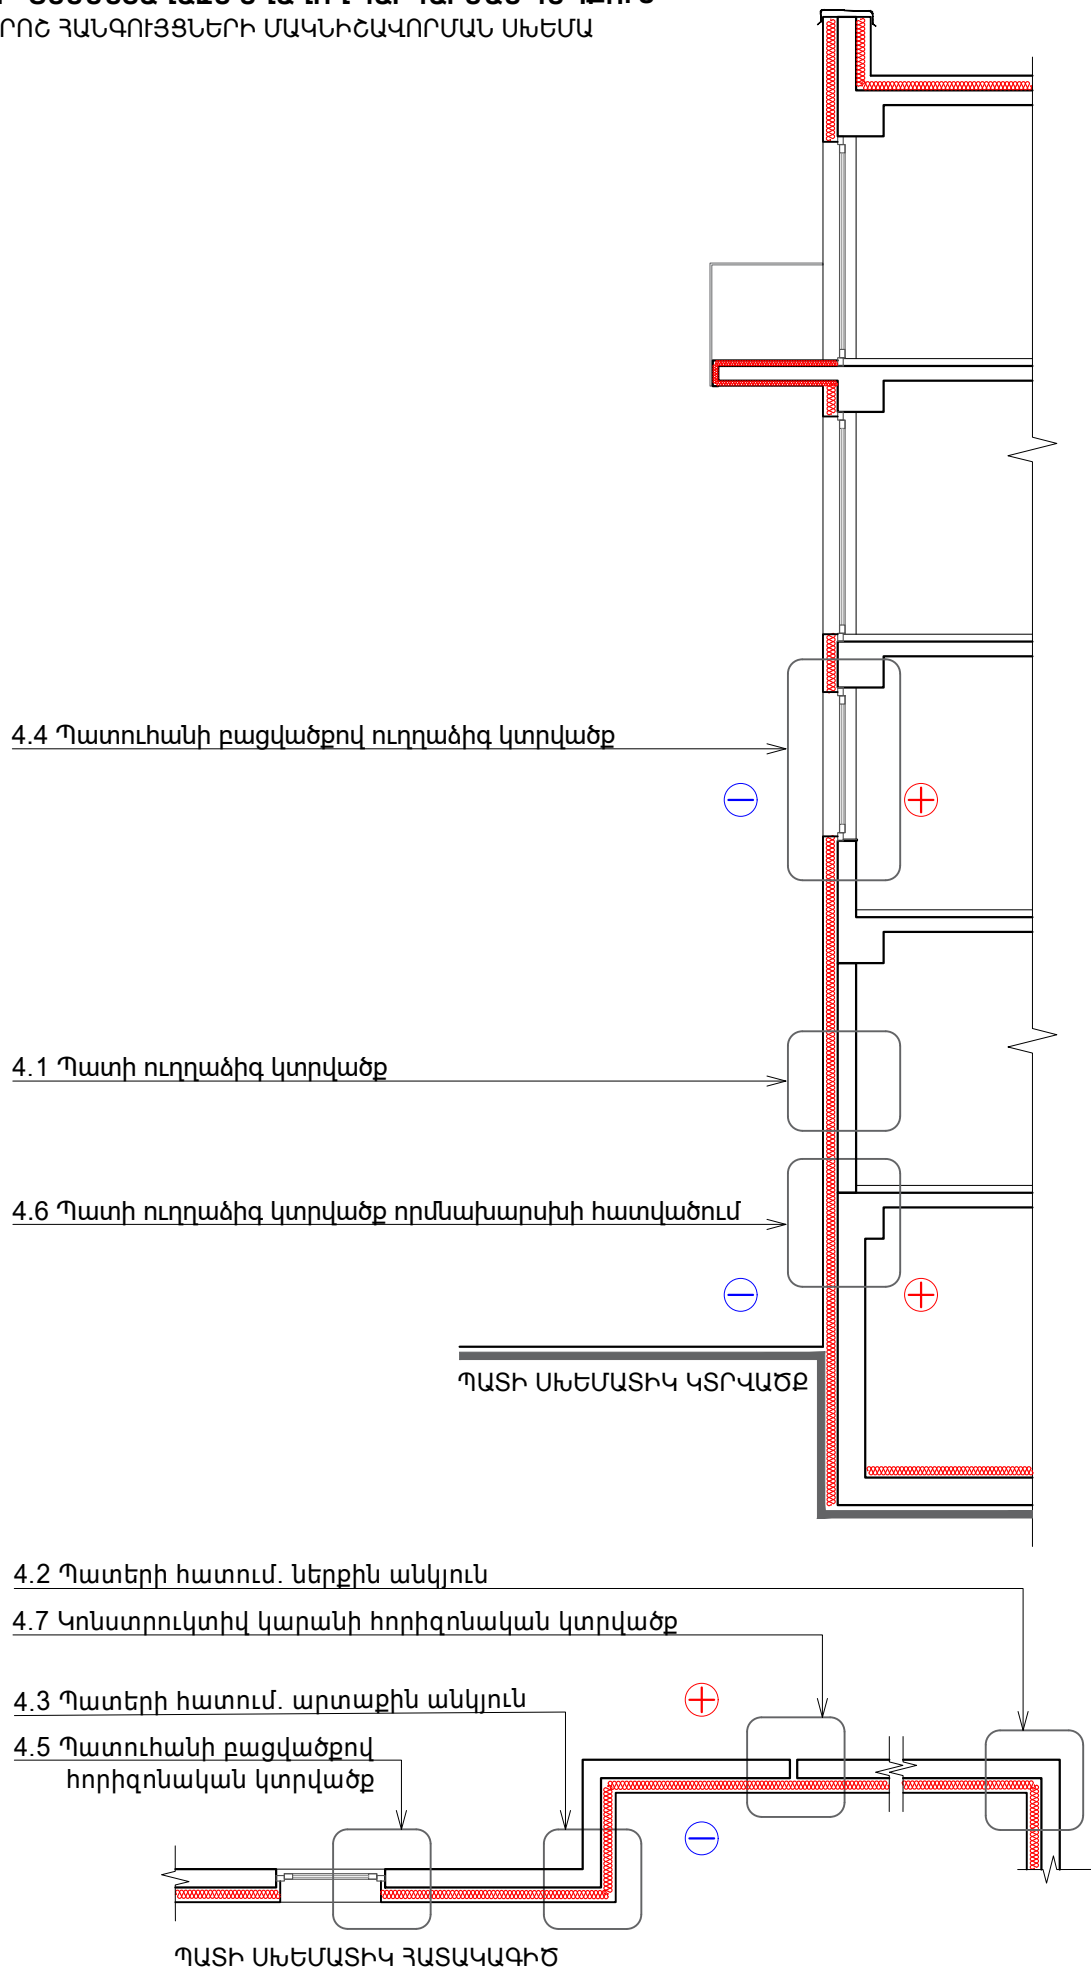 ՐՈՇ ՀԱՆԳՈՒՅՑՆԵՐԻ ՄԱԿՆԻՇԱՎՈՐՄԱՆ ՍԽԵՄԱ
4.4 Պատուհանի բացվածքով ուղղաձիգ կտրվածք
4.1 Պատի ուղղաձիգ կտրվածք
4.6 Պատի ուղղաձիգ կտրվածք որմնախարսխի հատվածում
ՊԱՏԻ ՍԽԵՄԱՏԻԿ ԿՏՐՎԱԾՔ
4.2 Պատերի հատում. ներքին անկյուն
4.7 Կոնստրուկտիվ կարանի հորիզոնական կտրվածք
4.3 Պատերի հատում. արտաքին անկյուն
4.5 Պատուհանի բացվածքով
հորիզոնական կտրվածք
ՊԱՏԻ ՍԽԵՄԱՏԻԿ ՀԱՏԱԿԱԳԻԾ